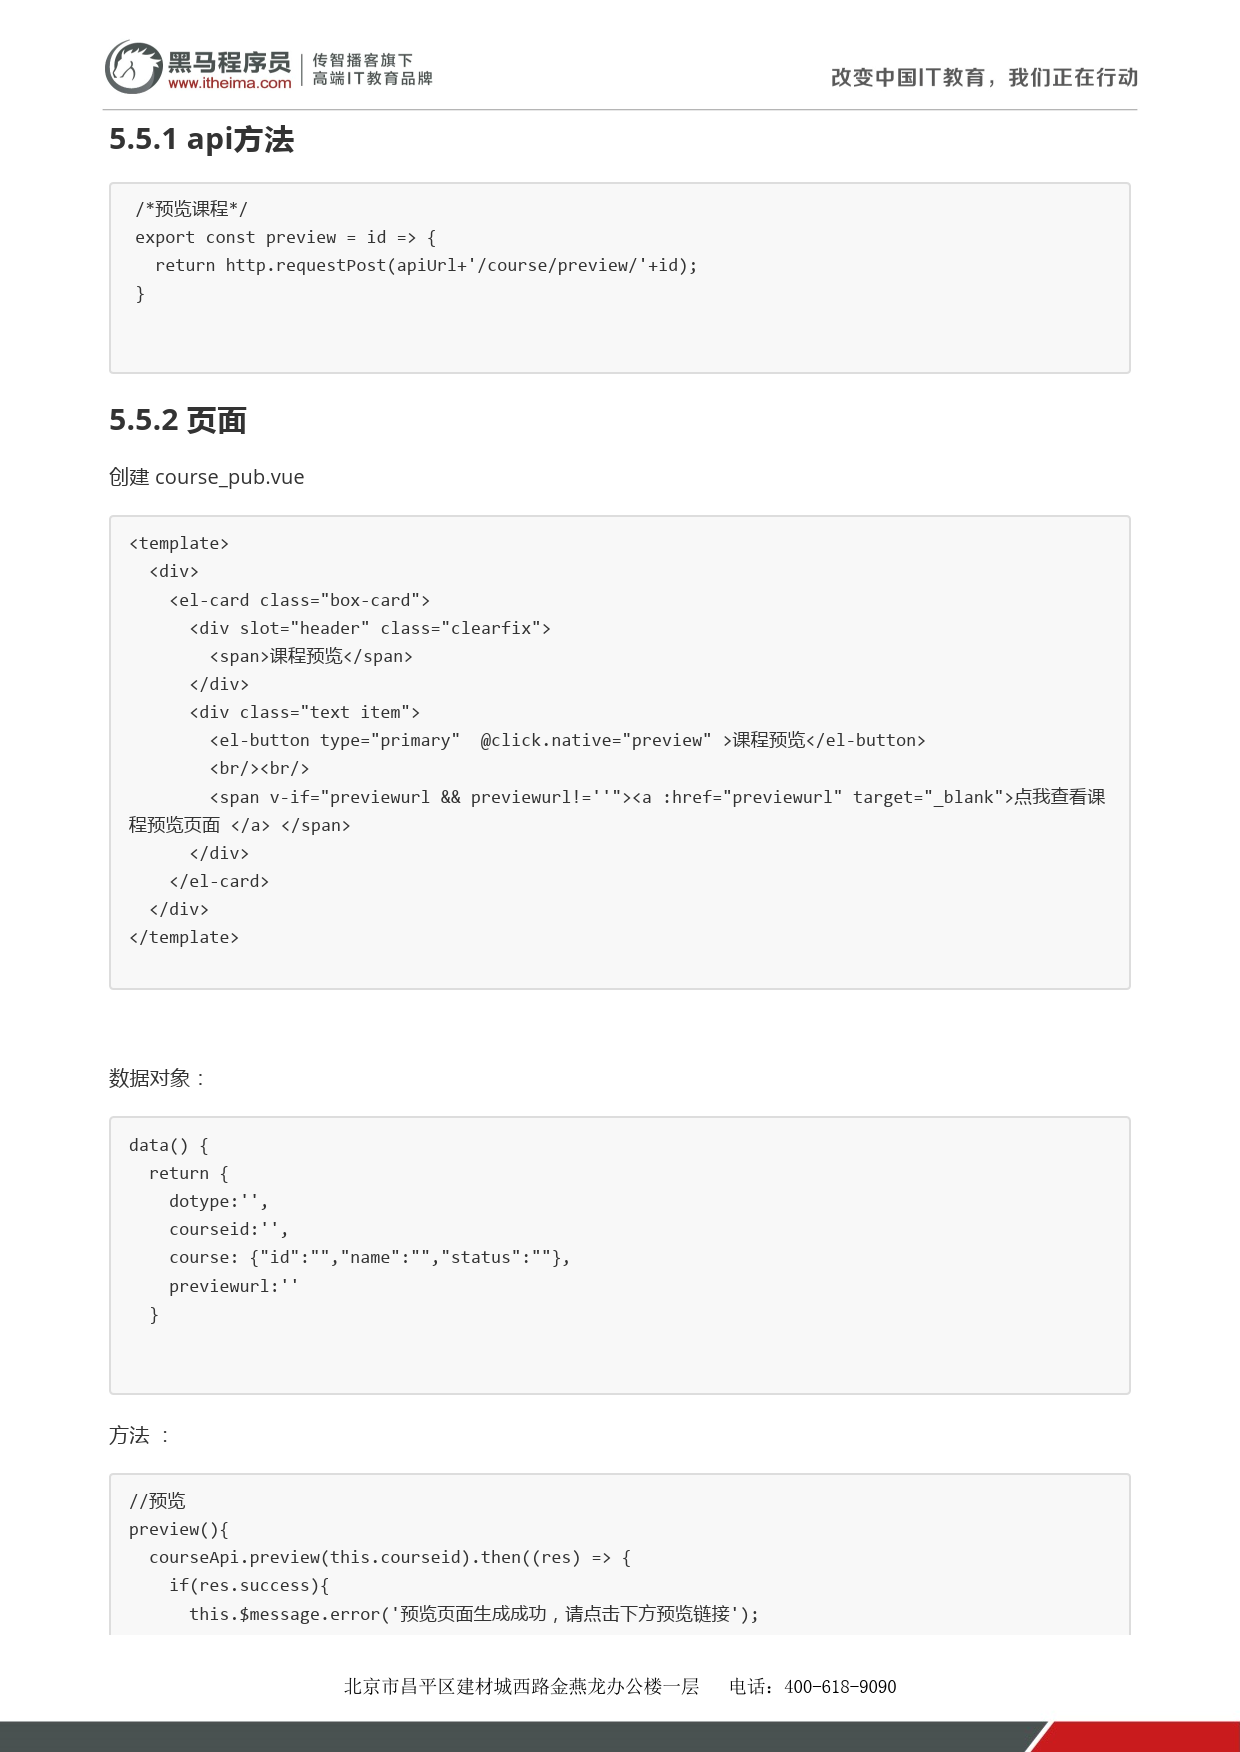 黑马程序员
www.itheima.com
传智播客旗下
高端IT教育品牌
改变中国IT教育，我们正在行动
5.5.1 api方法
/*预览课程*/
export const preview = id => {
  return http.requestPost(apiUrl+'/course/preview/'+id);
}
5.5.2 页面
创建 course_pub.vue
<template>
  <div>
    <el-card class="box-card">
      <div slot="header" class="clearfix">
        <span>课程预览</span>
      </div>
      <div class="text item">
        <el-button type="primary"  @click.native="preview" >课程预览</el-button>
        <br/><br/>
        <span v-if="previewurl && previewurl!=''"><a :href="previewurl" target="_blank">点我查看课
程预览页面 </a> </span>
      </div>
    </el-card>
  </div>
</template>
数据对象：
data() {
  return {
    dotype:'',
    courseid:'',
    course: {"id":"","name":"","status":""},
    previewurl:''
  }
方法 ：
//预览
preview(){
  courseApi.preview(this.courseid).then((res) => {
    if(res.success){
      this.$message.error('预览页面生成成功，请点击下方预览链接');
北京市昌平区建材城西路金燕龙办公楼一层   电话：400-618-9090